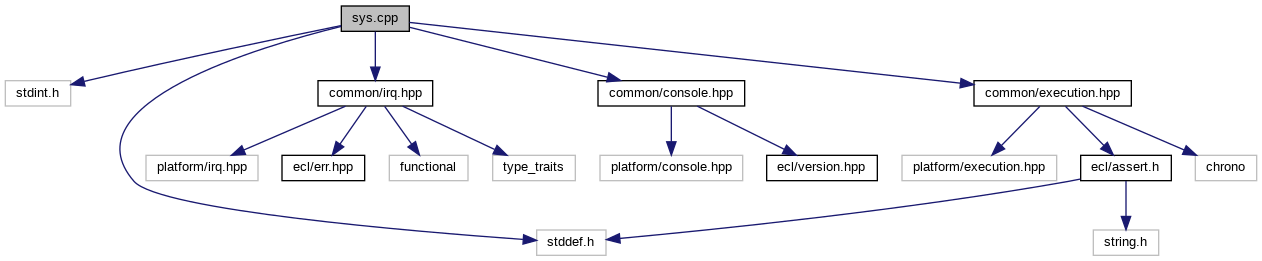 sys.cpp
stdint.h
common/irq.hpp
common/console.hpp
common/execution.hpp
platform/irq.hpp
ecl/err.hpp
functional
type_traits
platform/console.hpp
ecl/version.hpp
platform/execution.hpp
ecl/assert.h
chrono
stddef.h
string.h